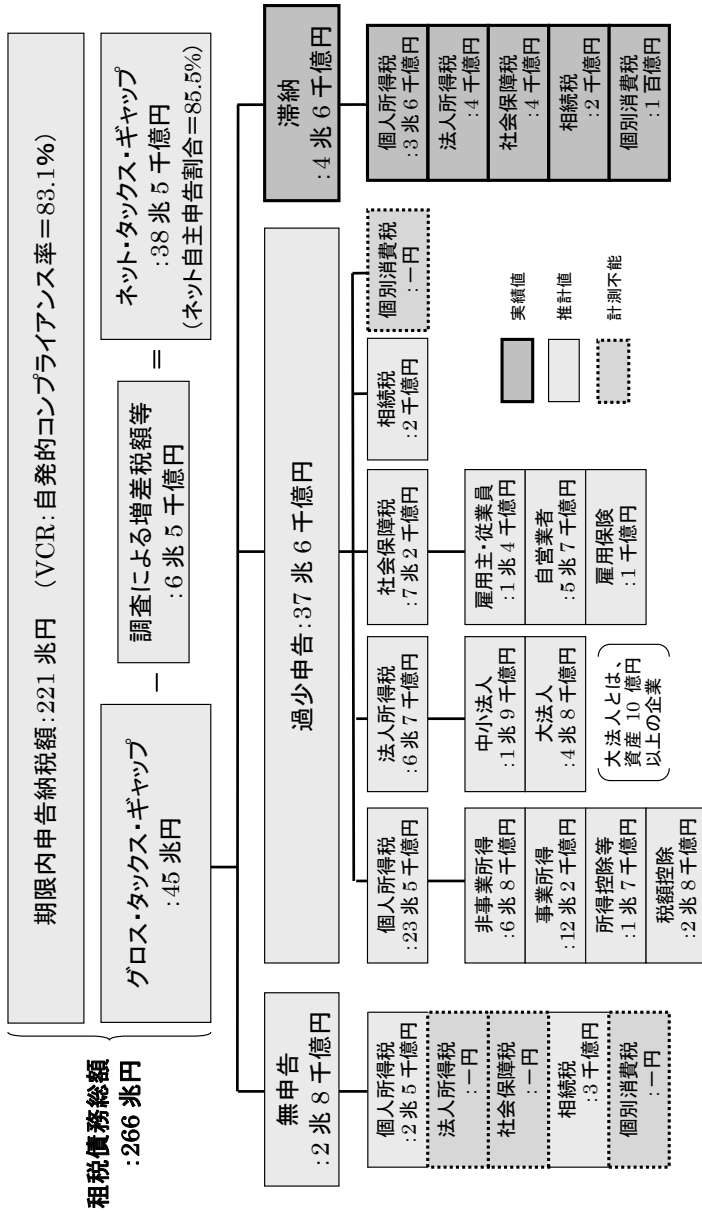 租税債務総額
:266 兆円
期限内申告納税額:221 兆円 (VCR:自発的コンプライアンス率=83.1%)
グロス・タックス・ギャップ
:45 兆円
－
調査による増差税額等
:6 兆 5 千億円
＝
ネット・タックス・ギャップ
:38 兆 5 千億円
(ネット自主申告割合=85.5%)
無申告
:2 兆 8 千億円
個人所得税
:2 兆 5 千億円
法人所得税
:－円
社会保障税
:－円
相続税
:3 千億円
個別消費税
:－円
過少申告:37 兆 6 千億円
個人所得税
:23 兆 5 千億円
非事業所得
:6 兆 8 千億円
事業所得
:12 兆 2 千億円
所得控除等
:1 兆 7 千億円
税額控除
:2 兆 8 千億円
法人所得税
:6 兆 7 千億円
中小法人
:1 兆 9 千億円
大法人
:4 兆 8 千億円
大法人とは、
資産 10 億円
以上の企業
社会保障税
:7 兆 2 千億円
雇用主・従業員
:1 兆 4 千億円
自営業者
:5 兆 7 千億円
雇用保険
:1 千億円
相続税
:2 千億円
個別消費税
:－円
滞納
:4 兆 6 千億円
個人所得税
:3 兆 6 千億円
法人所得税
:4 千億円
社会保障税
:4 千億円
相続税
:2 千億円
個別消費税
:1 百億円
実績値
推計値
計測不能